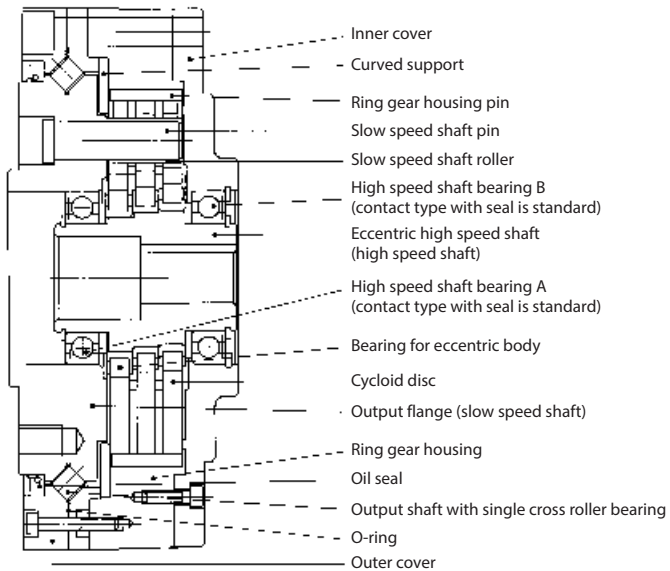 Inner cover
Curved support
Ring gear housing pin
Slow speed shaft pin
Slow speed shaft roller
High speed shaft bearing B
(contact type with seal is standard)
Eccentric high speed shaft
(high speed shaft)
High speed shaft bearing A
(contact type with seal is standard)
Bearing for eccentric body
Cycloid disc
Output flange (slow speed shaft)
Ring gear housing
Oil seal
Output shaft with single cross roller bearing
O-ring
Outer cover